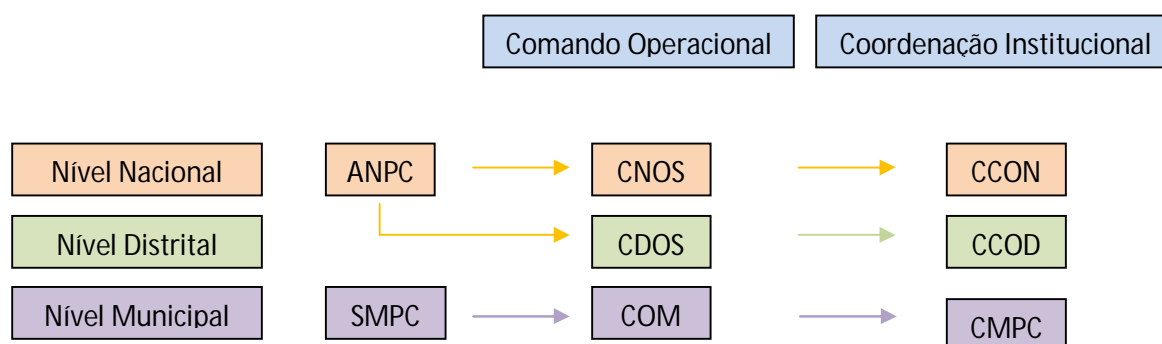 Comando Operacional Coordenação Institucional
Nível Nacional ANPC CNOS CCON
Nível Distrital CDOS CCOD
Nível Municipal SMPC COM CMPC